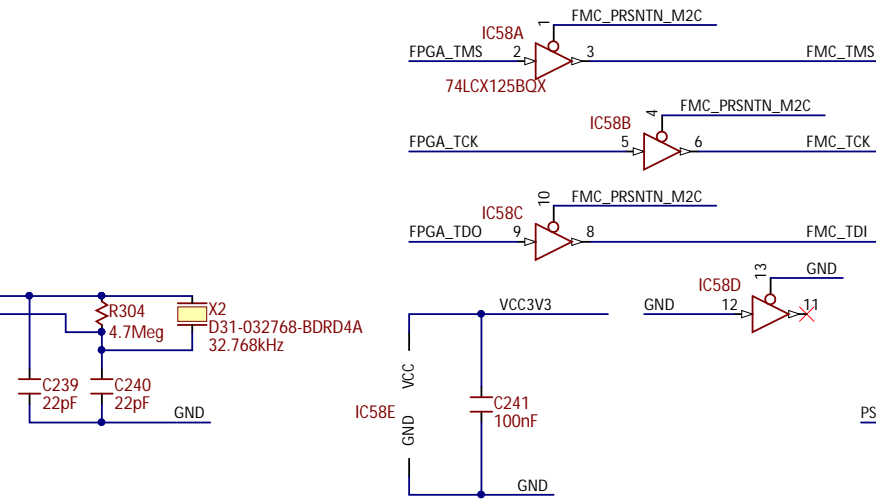 1 FMC_PRSNTN_M2C
IC58A
FPGA_TMS 2 3 FMC_TMS
74LCX125BQX
4 FMC_PRSNTN_M2C
IC58B
FPGA_TCK 5 6 FMC_TCK
10 FMC_PRSNTN_M2C
IC58C
FPGA_TDO 9 8 FMC_TDI
13 GND
IC58D
GND 12 11
X2
D31-032768-BDRD4A
32.768kHz
R304
4.7Meg
VCC3V3
C239
22pF
C240
22pF
GND
VCC
IC58E
GND
C241
100nF
GND
PS